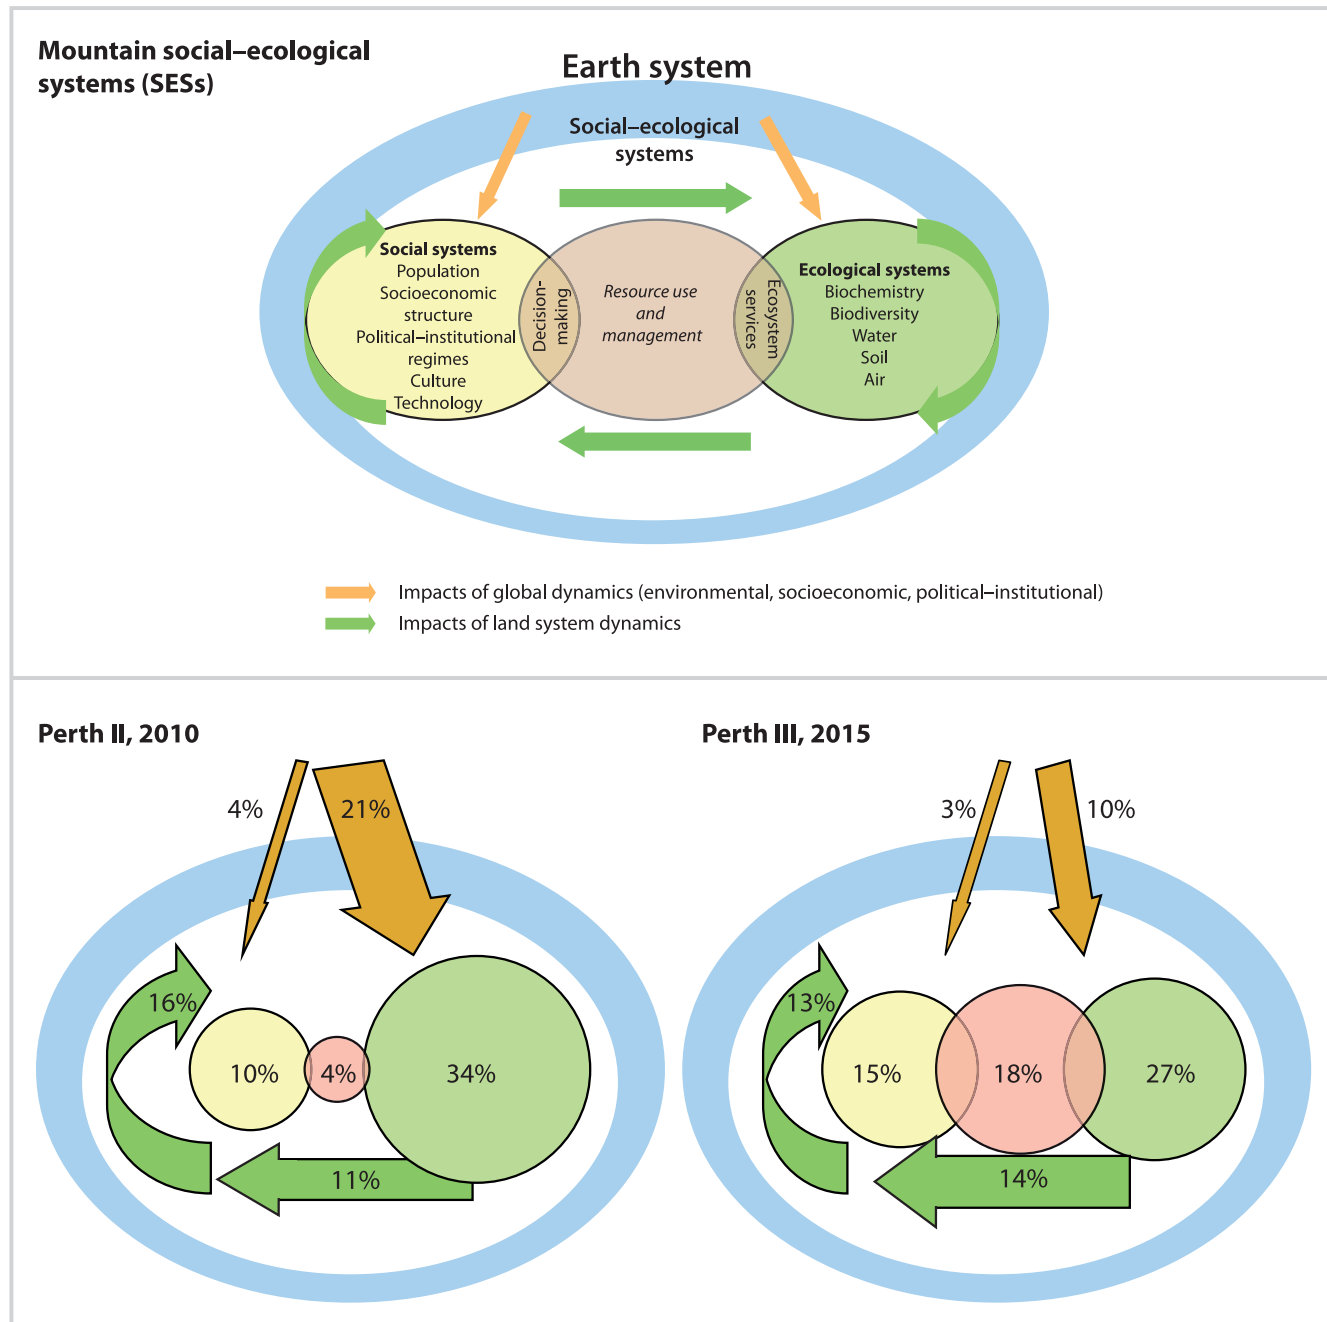 Mountain social–ecological
systems (SESs)
Earth system
Social–ecological
systems
Social systems
Population
Socioeconomic
structure
Political–institutional
regimes
Culture
Technology
Decision-
making
Resource use
and
management
Ecosystem
services
Ecological systems
Biochemistry
Biodiversity
Water
Soil
Air
Impacts of global dynamics (environmental, socioeconomic, political–institutional)
Impacts of land system dynamics
Perth II, 2010
4%
21%
16%
10%
4%
34%
11%
Perth III, 2015
3%
10%
13%
15%
18%
27%
14%